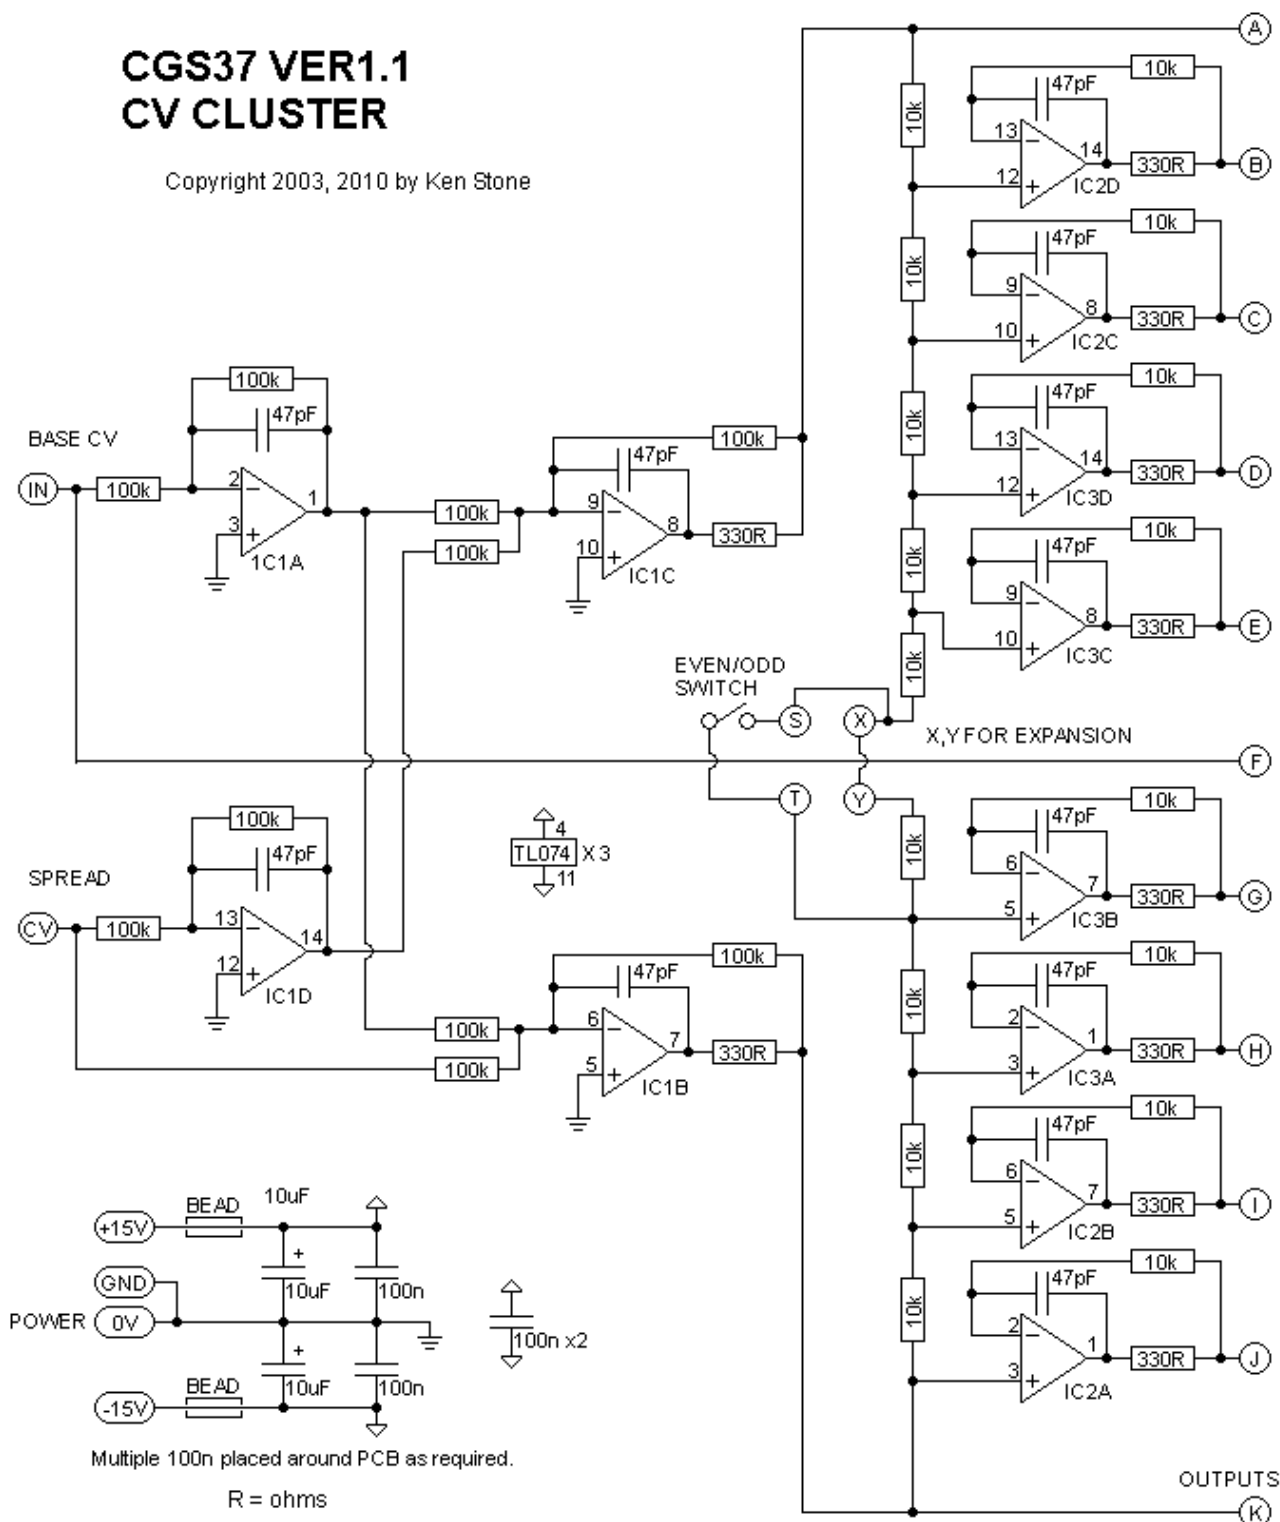 CGS37 VER1.1
CV CLUSTER
Copyright 2003, 2010 by Ken Stone
A
10k
47pF
10k
13
14
330R
B
12
IC2D
10k
47pF
10k
9
8
330R
C
10
IC2C
10k
47pF
10k
13
14
330R
D
12
IC3D
10k
47pF
10k
9
8
330R
E
10
IC3C
10k
BASE CV
IN
100k
100k
47pF
2
1
3
1C1A
100k
100k
100k
47pF
9
8
330R
10
IC1C
EVEN/ODD
SWITCH
S
X
X,Y FOR EXPANSION
F
T
Y
SPREAD
CV
100k
100k
47pF
13
14
12
IC1D
4
TL074 X 3
11
100k
100k
100k
47pF
6
7
330R
5
IC1B
10k
10k
47pF
6
7
330R
G
5
IC3B
10k
10k
47pF
2
1
330R
H
3
IC3A
10k
10k
47pF
6
7
330R
I
5
IC2B
10k
10k
47pF
2
1
330R
J
3
IC2A
OUTPUTS
K
BEAD
10uF
+15V
+
10uF
100n
GND
POWER
0V
100n x2
+
10uF
100n
BEAD
-15V
Multiple 100n placed around PCB as required.
R = ohms